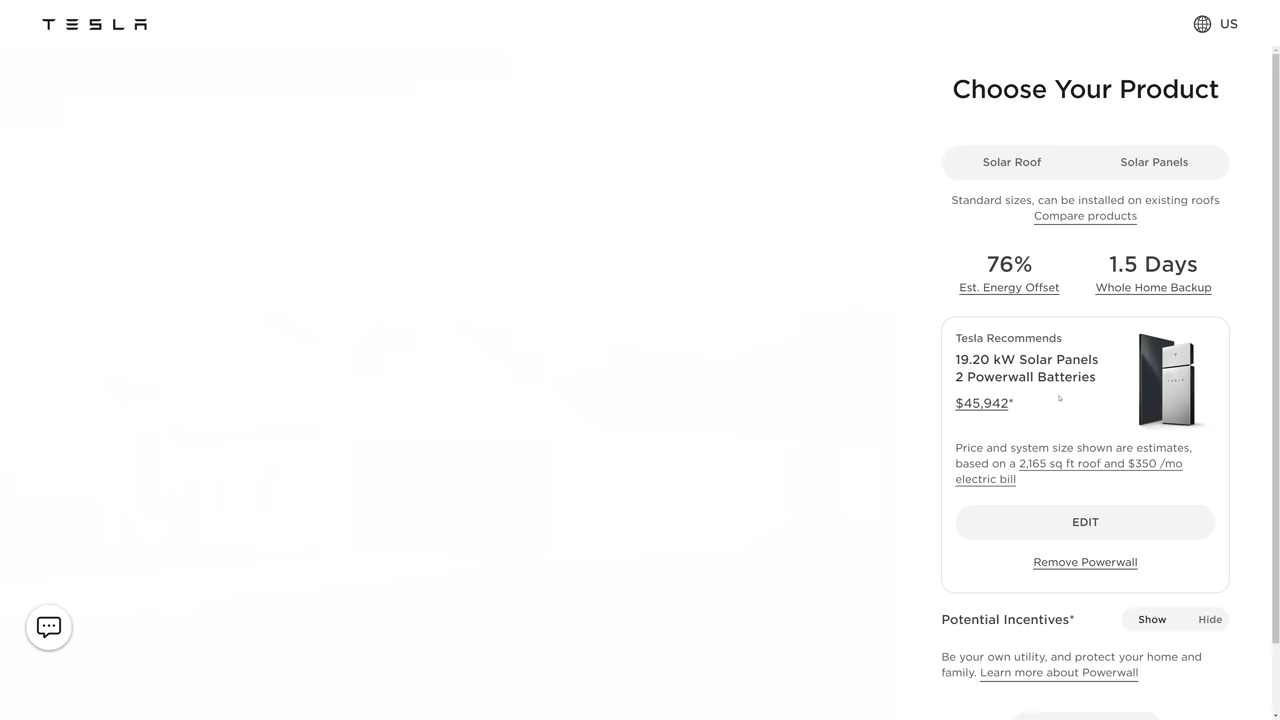 TESLA
US
Choose Your Product
Solar Roof
Solar Panels
Standard sizes, can be installed on existing roofs
Compare products
76%
Est. Energy Offset
1.5 Days
Whole Home Backup
Tesla Recommends
19.20 kW Solar Panels
2 Powerwall Batteries
$45,942*
Price and system size shown are estimates,
based on a 2,165 sq ft roof and $350 /mo
electric bill
EDIT
Remove Powerwall
Potential Incentives*
Show
Hide
Be your own utility, and protect your home and
family. Learn more about Powerwall